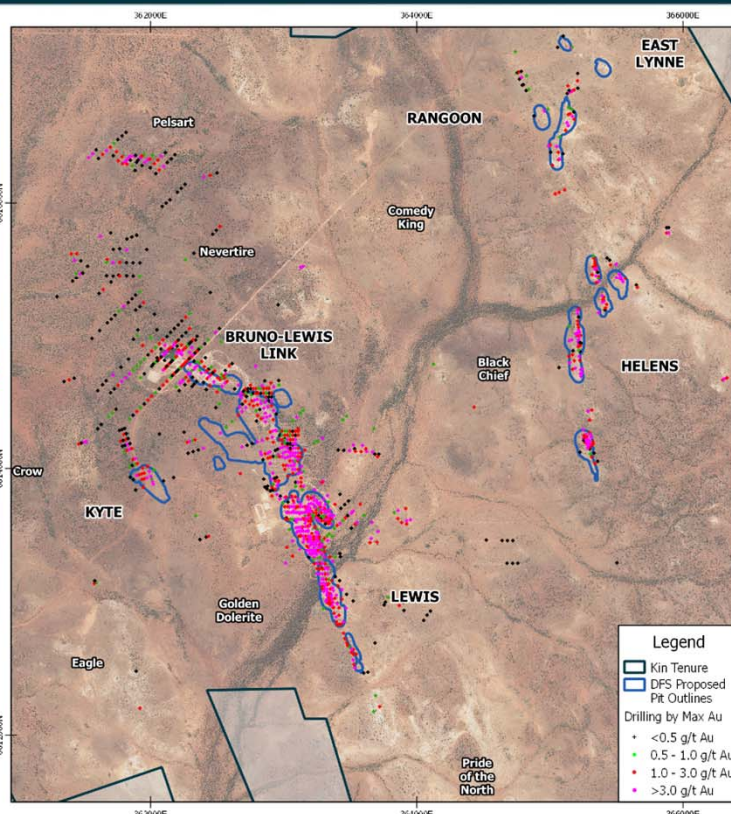 362000E
364000E
366000E
EAST
LYNNE
RANGOON
Pelsart
Comedy
King
Nevertire
BRUNO-LEWIS
LINK
Black
Chief
HELENS
Crow
KYTE
LEWIS
Golden
Dolerite
Eagle
Pride
of the
North
Legend
Kin Tenure
DFS Proposed
Pit Outlines
Drilling by Max Au
<0.5 g/t Au
0.5 - 1.0 g/t Au
1.0 - 3.0 g/t Au
>3.0 g/t Au